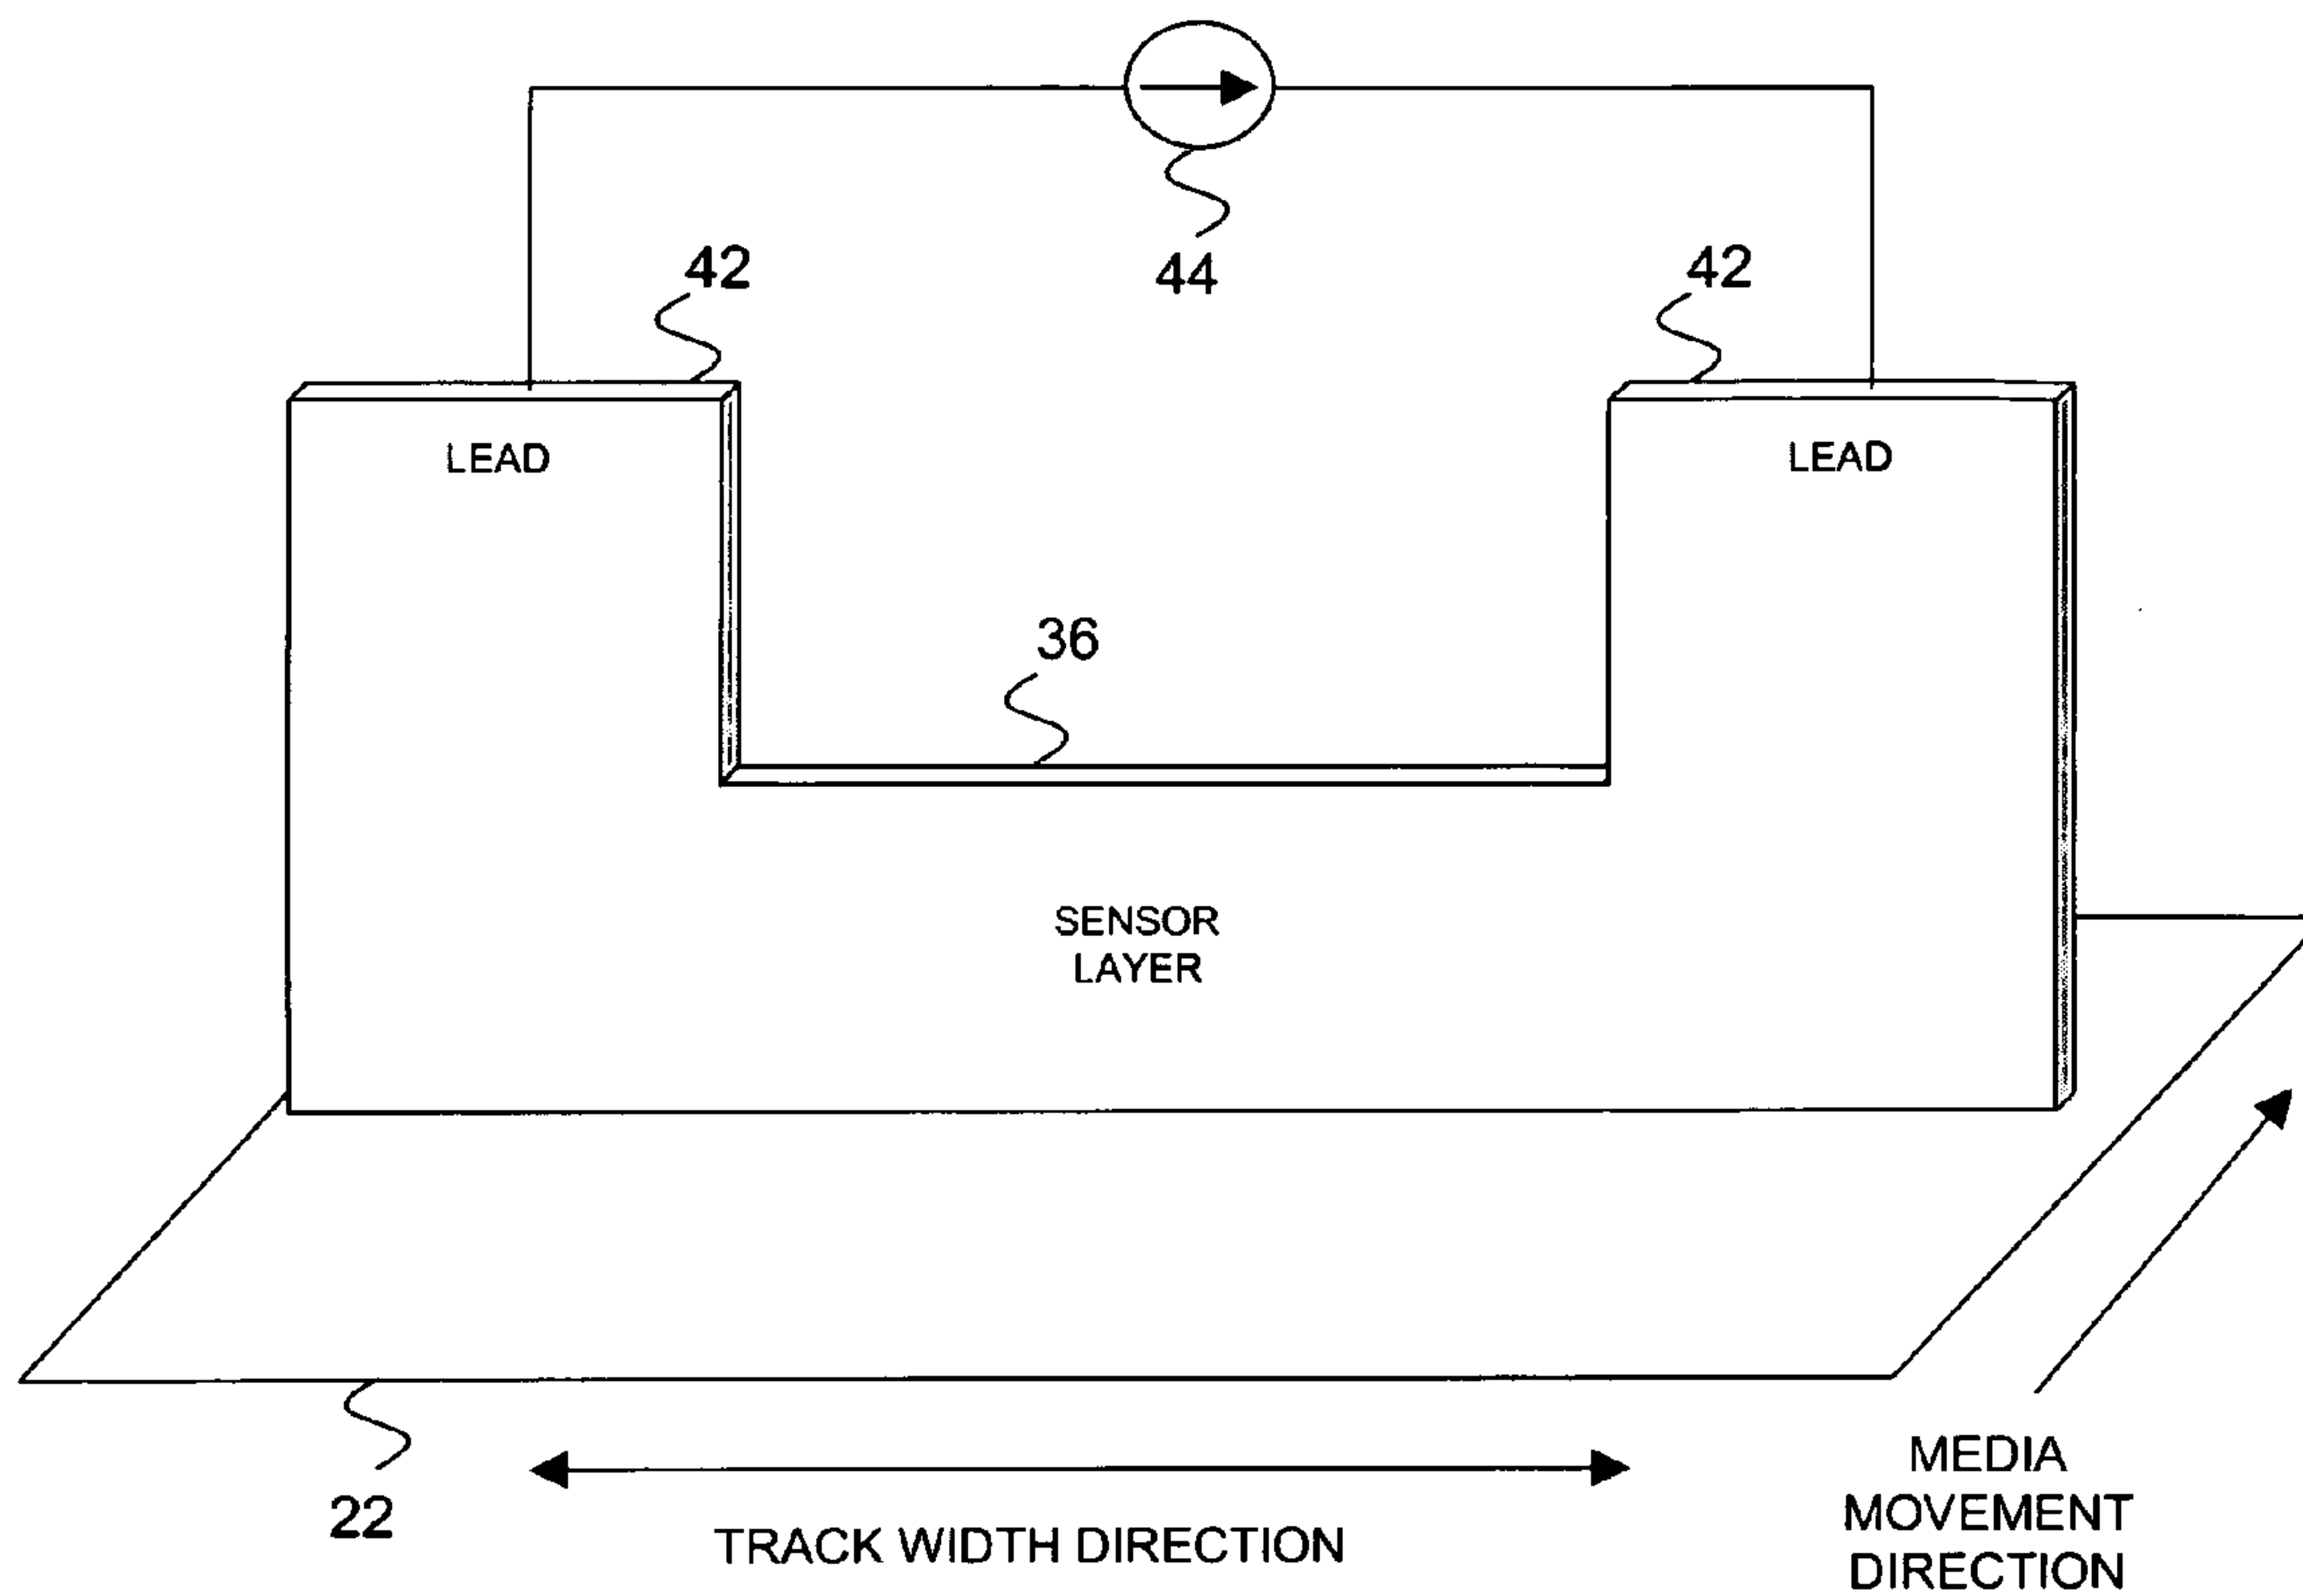 42
44
42
LEAD
LEAD
36
SENSOR
LAYER
22
TRACK WIDTH DIRECTION
MEDIA
MOVEMENT
DIRECTION